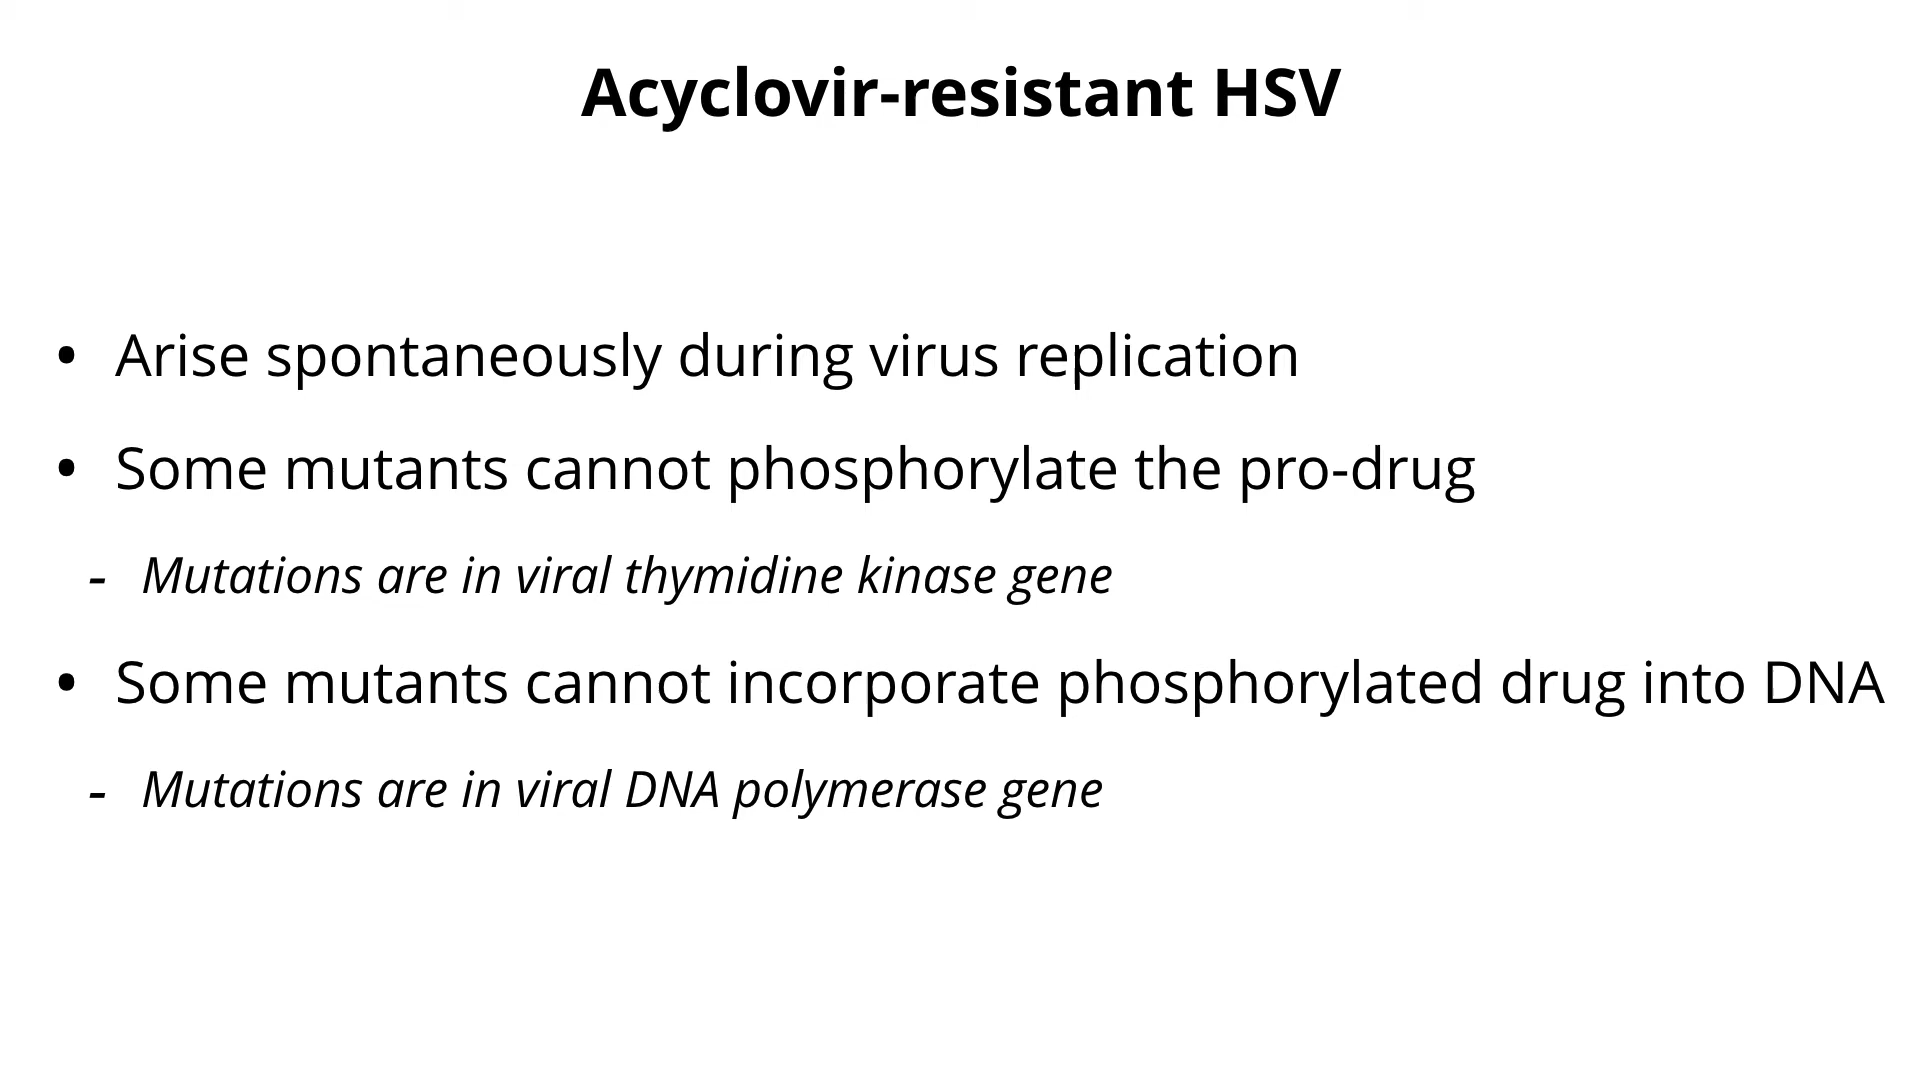 Acyclovir-resistant HSV
• Arise spontaneously during virus replication
• Some mutants cannot phosphorylate the pro-drug
- Mutations are in viral thymidine kinase gene
• Some mutants cannot incorporate phosphorylated drug into DNA
- Mutations are in viral DNA polymerase gene